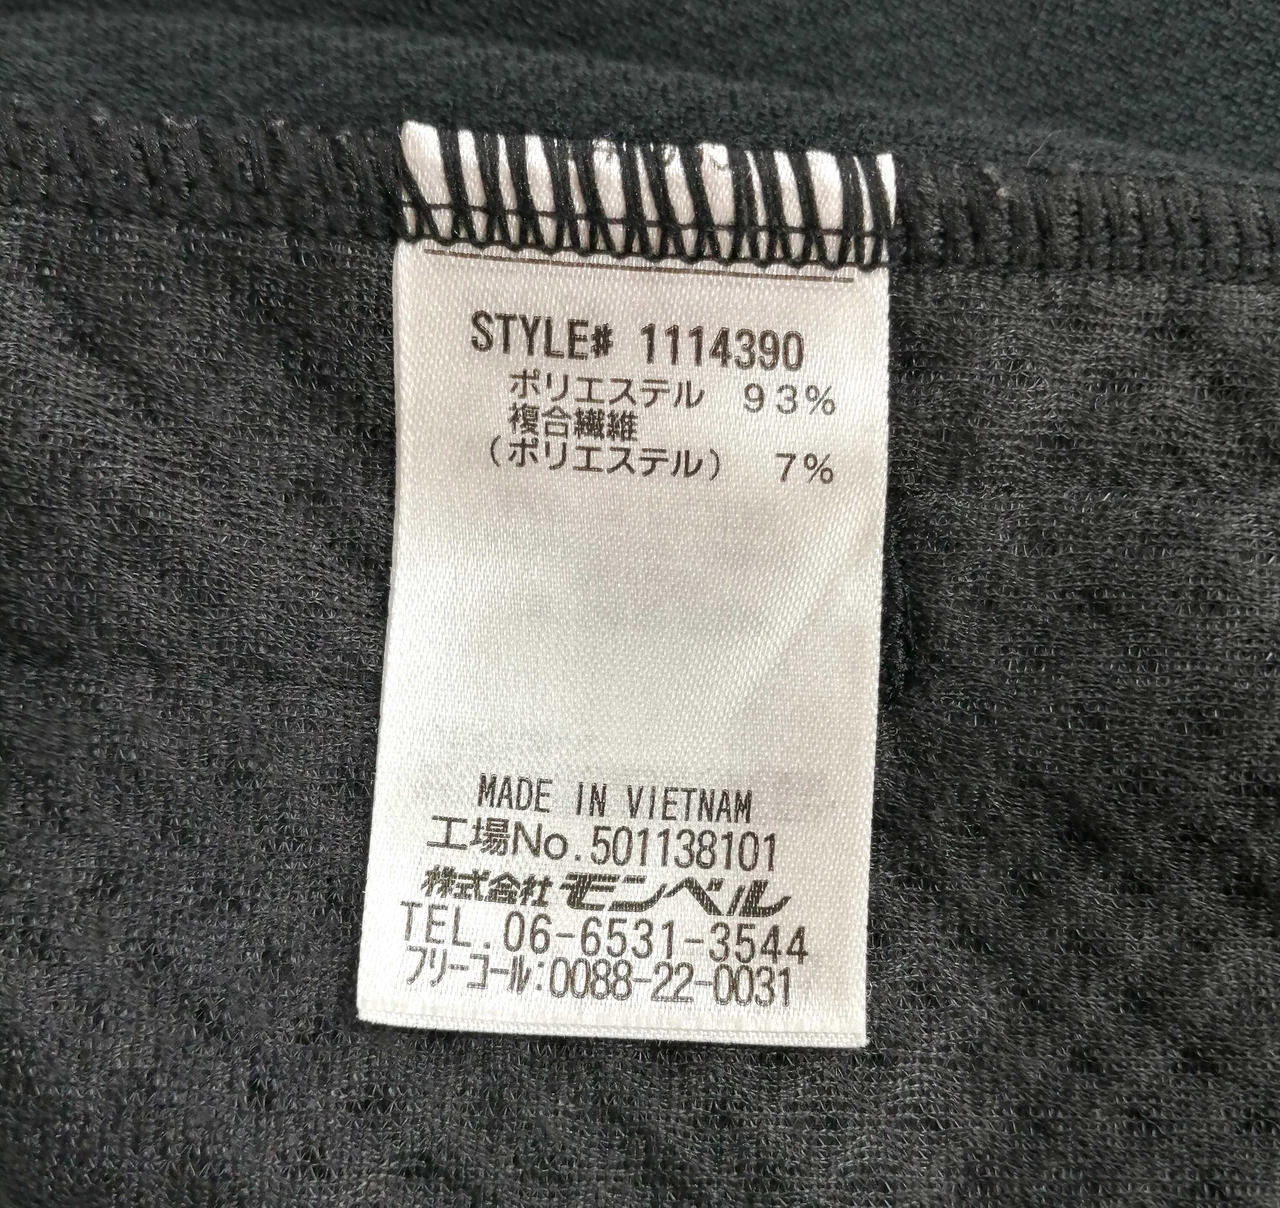 STYLE# 1114390
ポリエステル 93%
複合繊維
(ポリエステル) 7%
MADE IN VIETNAM
工場No.501138101
株式会社モンベル
TEL.06-6531-3544
フリーコール:0088-22-0031